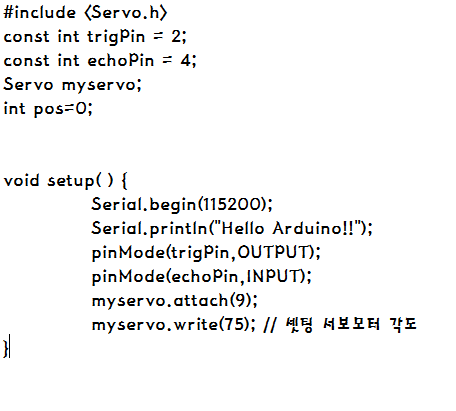 #include <Servo.h>
const int trigPin = 2;
const int echoPin = 4;
Servo myservo;
int pos=0;
void setup( ) {
Serial.begin(115200);
Serial.println("Hello Arduino!!");
pinMode(trigPin,OUTPUT);
pinMode(echoPin,INPUT);
myservo.attach(9);
myservo.write(75); // 셋팅 서보모터 각도
}